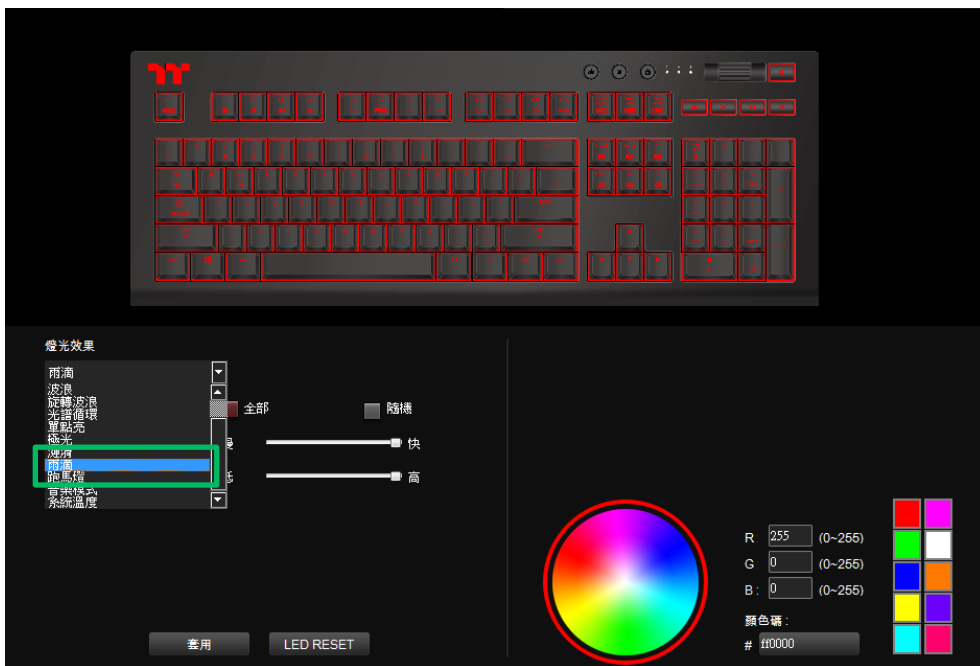 燈光效果
雨滴
波浪
旋轉波浪
光譜循環
單點亮
極光
漣漪
雨滴
跑馬燈
音樂模式
系統溫度
全部
隨機
慢
快
低
高
R 255 (0~255)
G 0 (0~255)
B: 0 (0~255)
顏色碼 :
# ff0000
套用
LED RESET